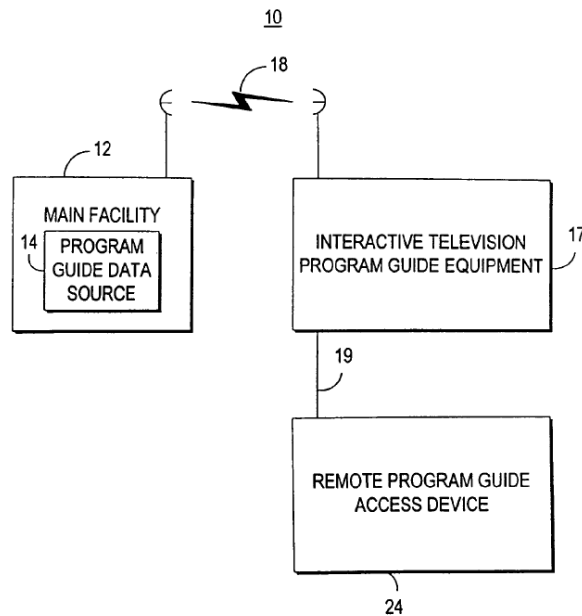 10
18
12
MAIN FACILITY
14
PROGRAM
GUIDE DATA
SOURCE
INTERACTIVE TELEVISION
PROGRAM GUIDE EQUIPMENT
17
19
REMOTE PROGRAM GUIDE
ACCESS DEVICE
24